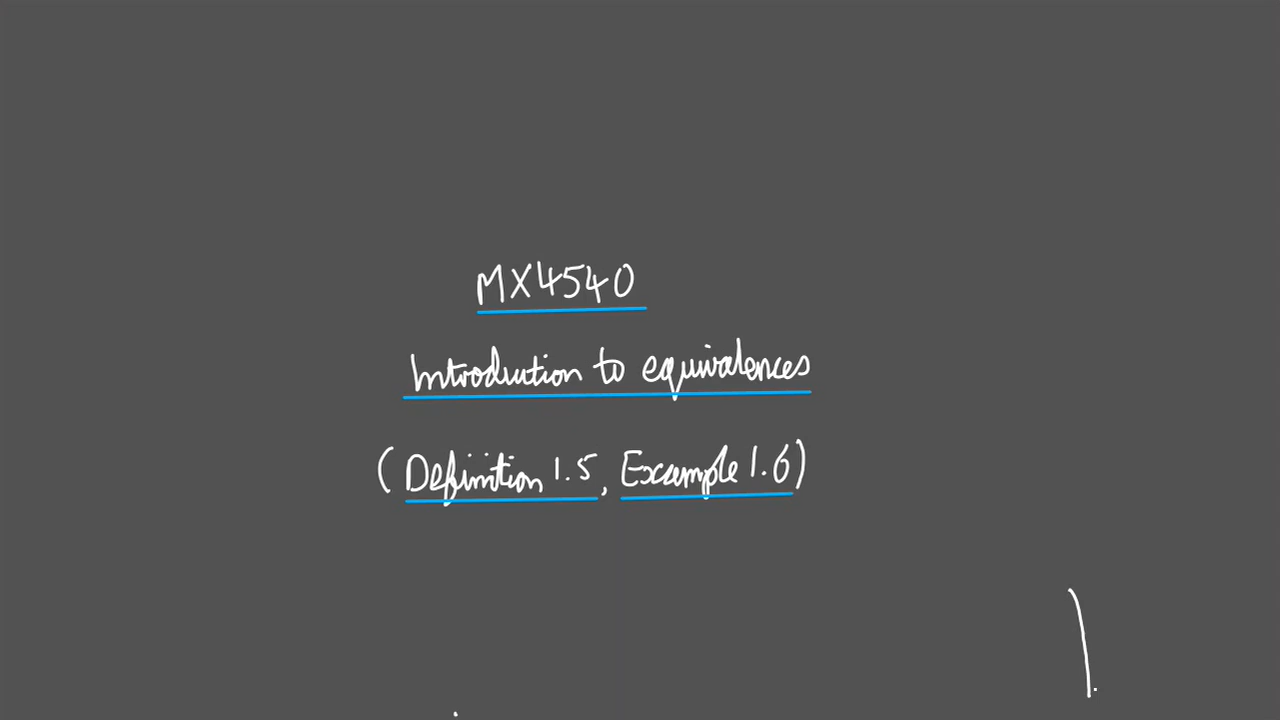 MX4540
Introduction to equivalences
(Definition 1.5, Example 1.6)